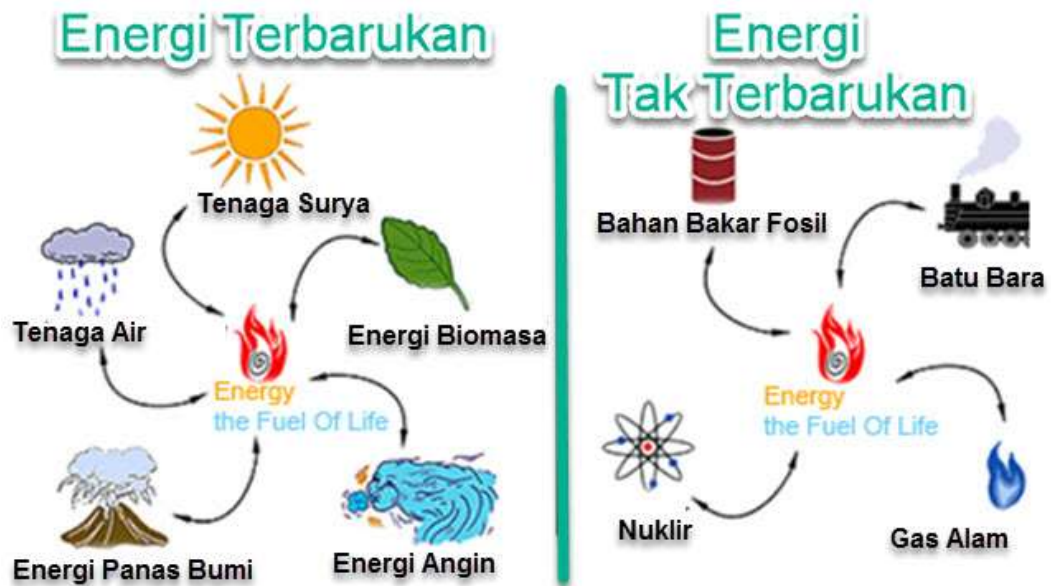 Energi Terbarukan
Tenaga Surya
Tenaga Air
Energi Biomasa
Energy
the Fuel Of Life
Energi Panas Bumi
Energi Angin
Energi
Tak Terbarukan
Bahan Bakar Fosil
Batu Bara
Energy
the Fuel Of Life
Nuklir
Gas Alam